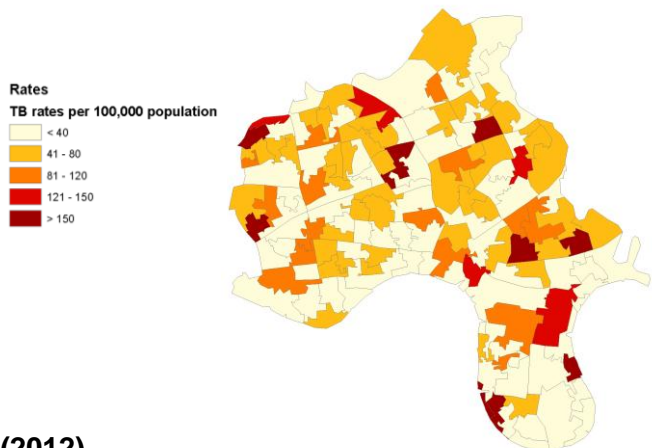 Rates
TB rates per 100,000 population
< 40
41 - 80
81 - 120
121 - 150
> 150
(2012)